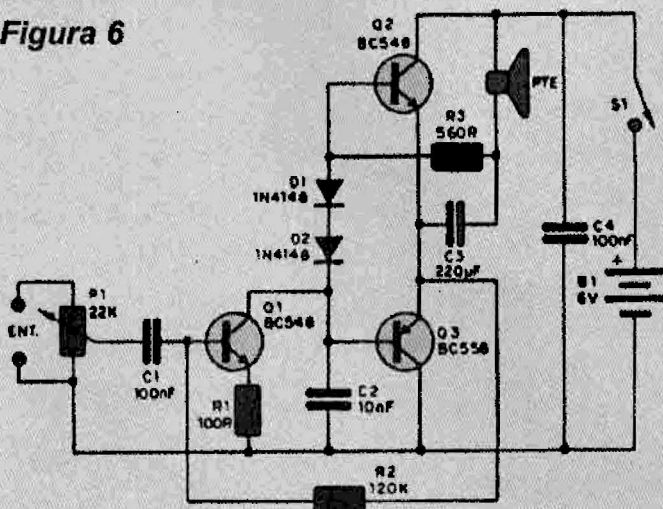 Figura 6
Q2
BC548
FTE
S1
R3
560R
D1
1N4148
D2
1N4148
C3
220µF
C4
100nF
+
B1
6V
P1
22K
ENT.
C1
100nF
Q1
BC548
R1
100R
C2
10nF
Q3
BC558
R2
120K